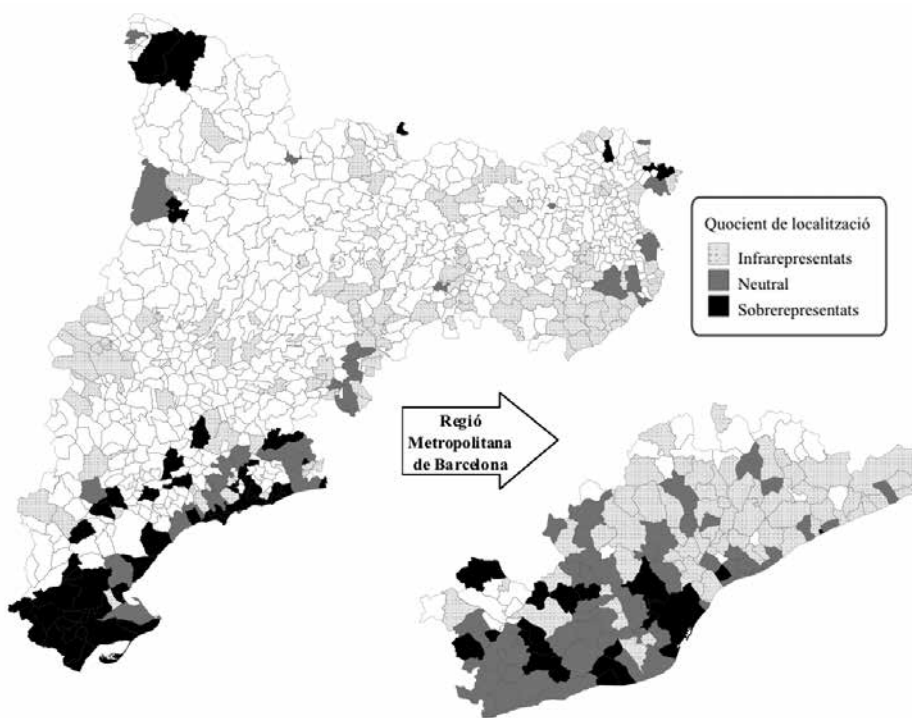 Quocient de localització
Infrarepresentats
Neutral
Sobrerepresentats
Regió
Metropolitana
de Barcelona